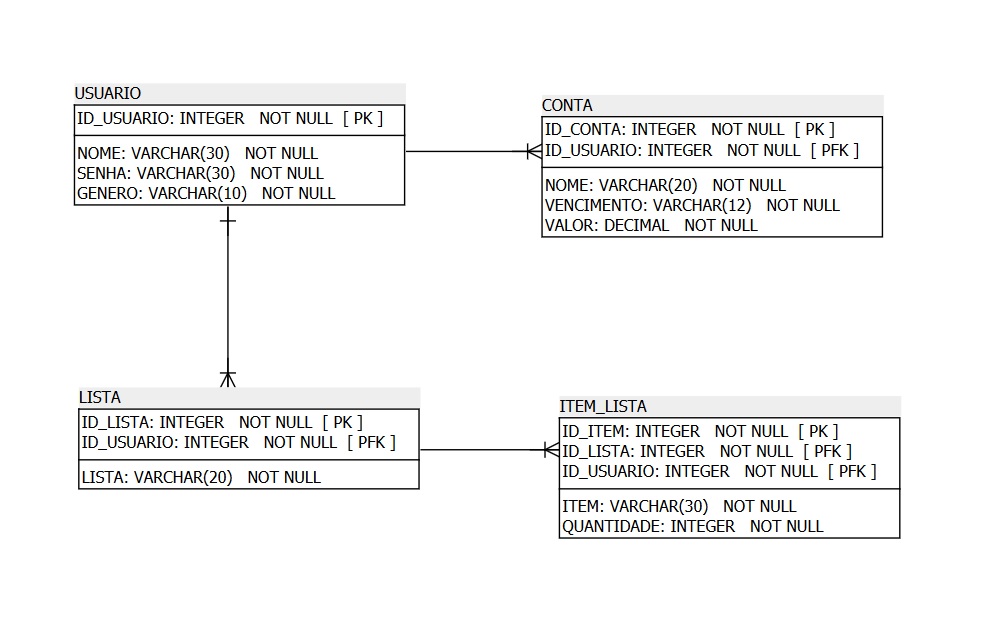 USUARIO
ID_USUARIO: INTEGER NOT NULL [ PK ]
NOME: VARCHAR(30) NOT NULL
SENHA: VARCHAR(30) NOT NULL
GENERO: VARCHAR(10) NOT NULL
CONTA
ID_CONTA: INTEGER NOT NULL [ PK ]
ID_USUARIO: INTEGER NOT NULL [ PFK ]
NOME: VARCHAR(20) NOT NULL
VENCIMENTO: VARCHAR(12) NOT NULL
VALOR: DECIMAL NOT NULL
LISTA
ID_LISTA: INTEGER NOT NULL [ PK ]
ID_USUARIO: INTEGER NOT NULL [ PFK ]
LISTA: VARCHAR(20) NOT NULL
ITEM_LISTA
ID_ITEM: INTEGER NOT NULL [ PK ]
ID_LISTA: INTEGER NOT NULL [ PFK ]
ID_USUARIO: INTEGER NOT NULL [ PFK ]
ITEM: VARCHAR(30) NOT NULL
QUANTIDADE: INTEGER NOT NULL